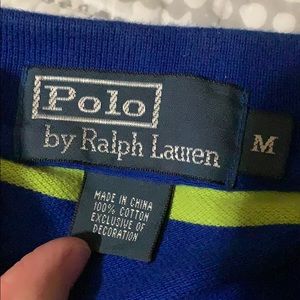 Polo
by Ralph Lauren
M
MADE IN CHINA
100% COTTON
EXCLUSIVE OF
DECORATION